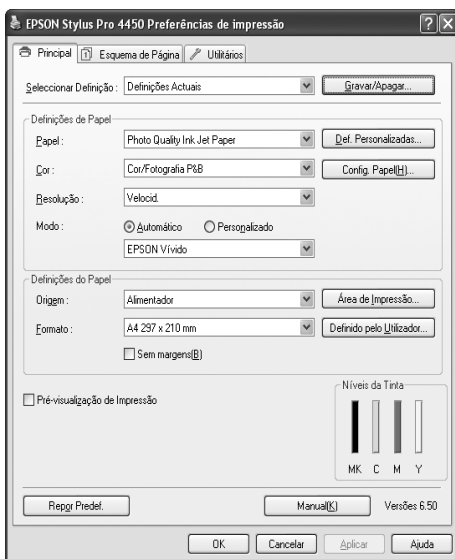 EPSON Stylus Pro 4450 Preferências de impressão
Principal Esquema de Página Utilitários
Seleccionar Definição : Definições Actuais Gravar/Apagar...
Definições de Papel
Papel : Photo Quality Ink Jet Paper Def. Personalizadas...
Cor : Cor/Fotografia P&B Config. Papel(H)...
Resolução : Velocid.
Modo : Automático Personalizado
EPSON Vívido
Definições do Papel
Origem : Alimentador Área de Impressão...
Formato : A4 297 x 210 mm Definido pelo Utilizador...
Sem margens(B)
Pré-visualização de Impressão
Níveis da Tinta
MK C M Y
Repor Predef. Manual(K) Versões 6.50
OK Cancelar Aplicar Ajuda